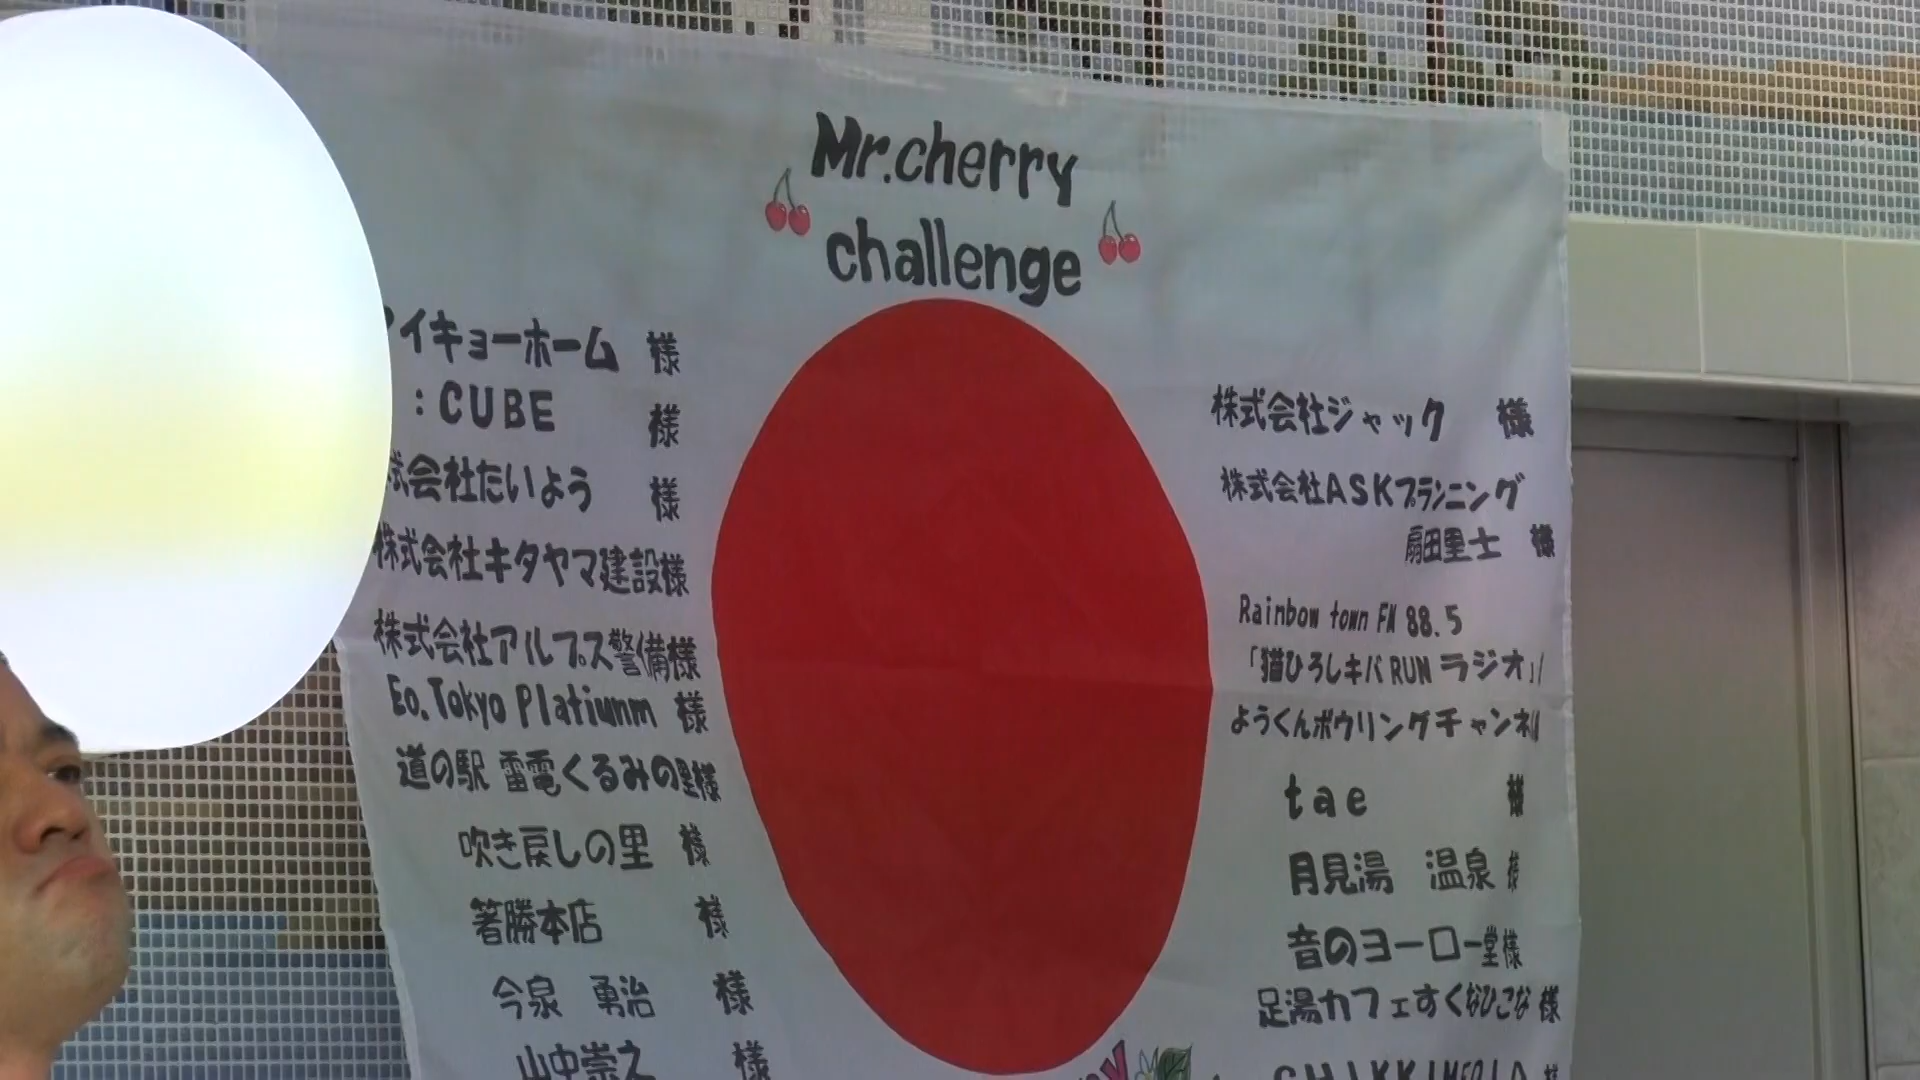 Mr.cherry
challenge
イキョーホーム 様
:CUBE 様
式会社たいよう 様
株式会社キタヤマ建設様
株式会社アルプス警備様
Eo.Tokyo Platiunm 様
道の駅 雷電くるみの里様
吹き戻しの里 様
箸勝本店 様
今泉 勇治 様
山中崇之 様
株式会社ジャック 様
株式会社ASKプランニング
扇田里士 様
Rainbow town FM 88.5
「猫ひろしキバRUNラジオ」
ようくんボウリングチャンネル
tae 様
月見湯 温泉 様
音のヨーロー堂様
足湯カフェすくなひこな 様